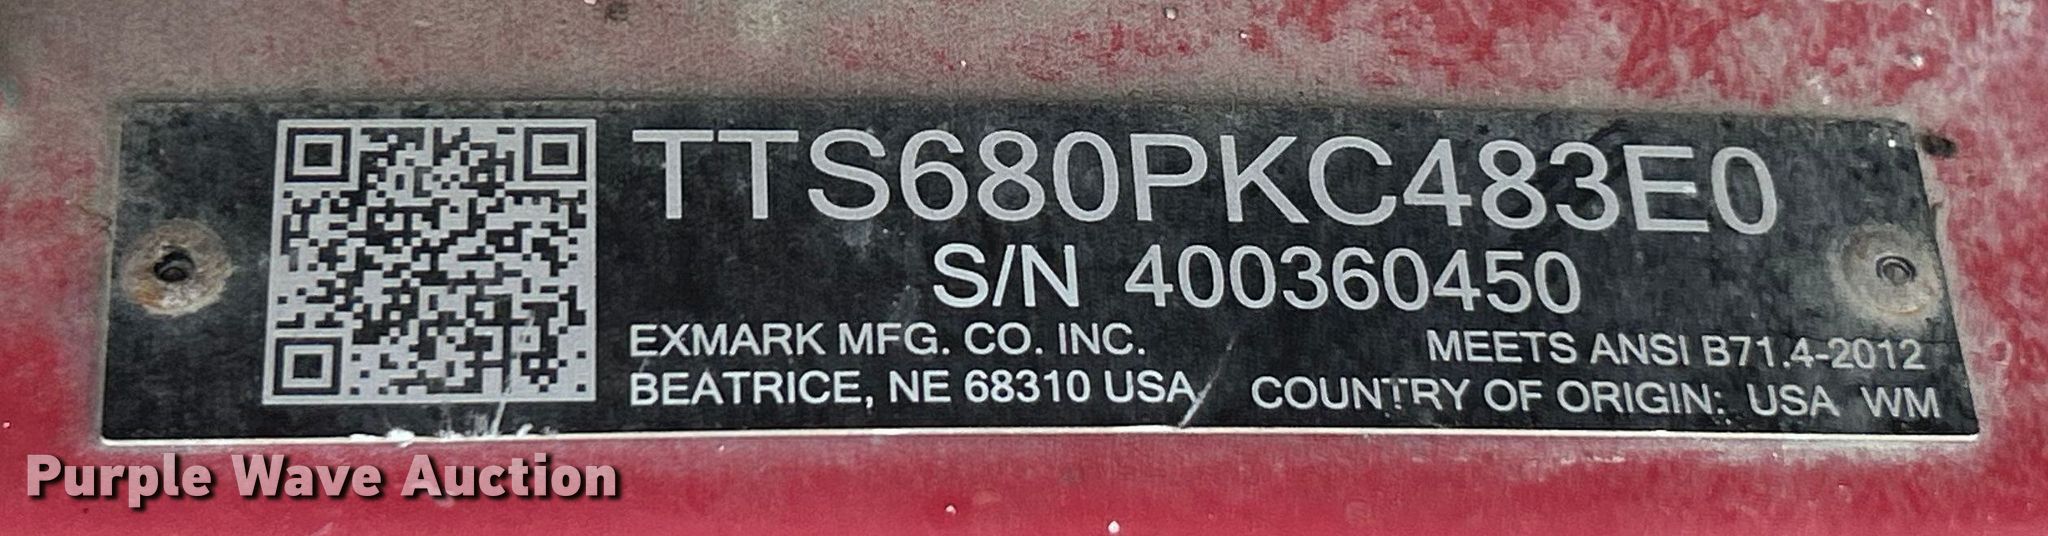 TTS680PKC483E0
S/N 400360450
EXMARK MFG. CO. INC.
BEATRICE, NE 68310 USA
MEETS ANSI B71.4-2012
COUNTRY OF ORIGIN: USA WM
Purple Wave Auction